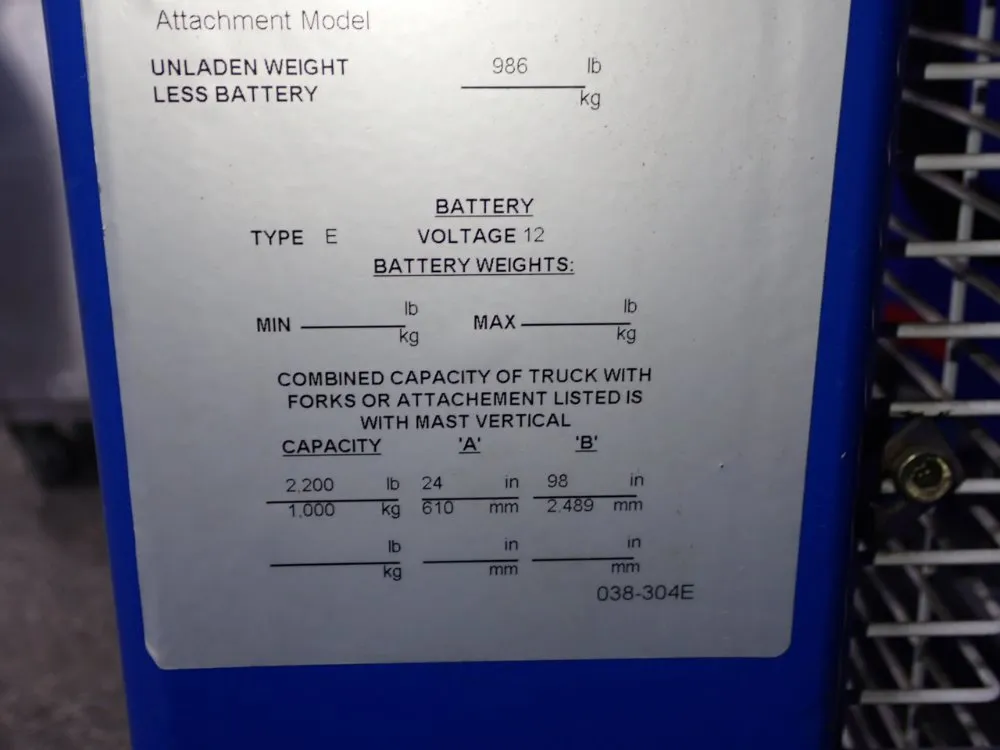 Attachment Model
UNLADEN WEIGHT 986 lb
LESS BATTERY kg
BATTERY
TYPE E VOLTAGE 12
BATTERY WEIGHTS:
lb lb
MIN MAX
kg kg
COMBINED CAPACITY OF TRUCK WITH
FORKS OR ATTACHEMENT LISTED IS
WITH MAST VERTICAL
CAPACITY 'A' 'B'
2,200 lb 24 in 98 in
1,000 kg 610 mm 2,489 mm
lb in in
kg mm mm
038-304E